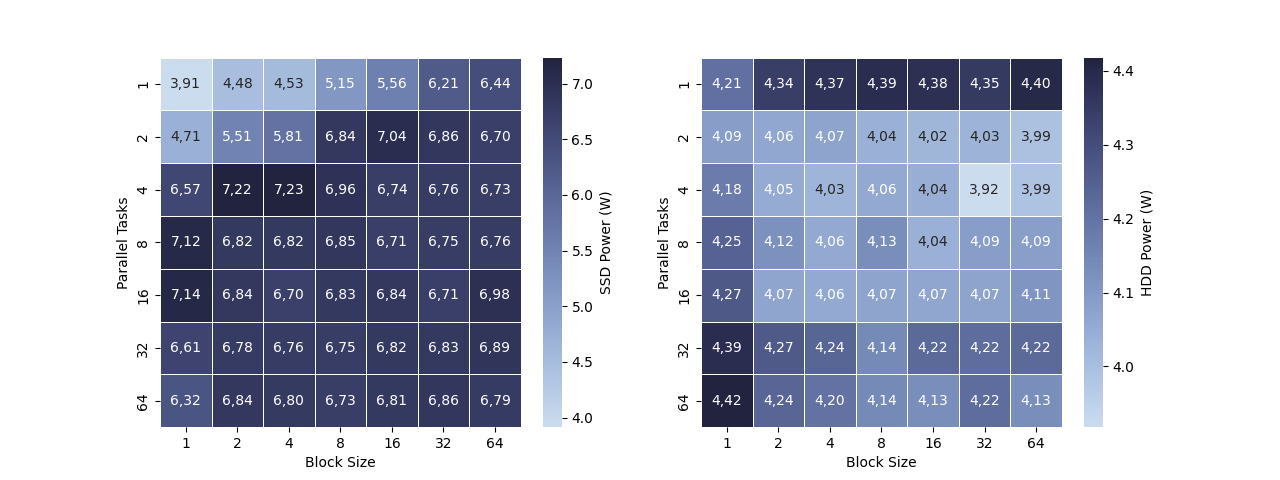 1 3,91 4,48 4,53 5,15 5,56 6,21 6,44
2 4,71 5,51 5,81 6,84 7,04 6,86 6,70
4 6,57 7,22 7,23 6,96 6,74 6,76 6,73
8 7,12 6,82 6,82 6,85 6,71 6,75 6,76
16 7,14 6,84 6,70 6,83 6,84 6,71 6,98
32 6,61 6,78 6,76 6,75 6,82 6,83 6,89
64 6,32 6,84 6,80 6,73 6,81 6,86 6,79
1 2 4 8 16 32 64
Block Size
Parallel Tasks
7.0
6.5
6.0
5.5
5.0
4.5
4.0
SSD Power (W)
1 4,21 4,34 4,37 4,39 4,38 4,35 4,40
2 4,09 4,06 4,07 4,04 4,02 4,03 3,99
4 4,18 4,05 4,03 4,06 4,04 3,92 3,99
8 4,25 4,12 4,06 4,13 4,04 4,09 4,09
16 4,27 4,07 4,06 4,07 4,07 4,07 4,11
32 4,39 4,27 4,24 4,14 4,22 4,22 4,22
64 4,42 4,24 4,20 4,14 4,13 4,22 4,13
1 2 4 8 16 32 64
Block Size
Parallel Tasks
4.4
4.3
4.2
4.1
4.0
HDD Power (W)